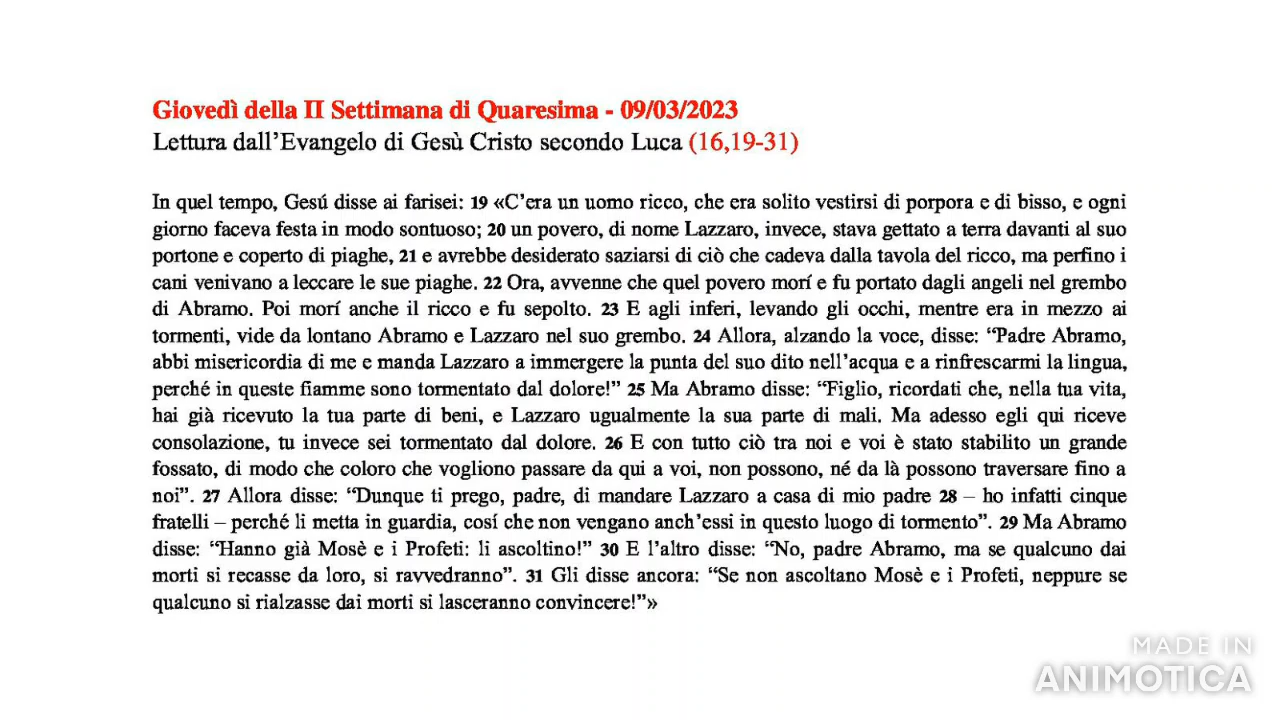 Giovedì della II Settimana di Quaresima - 09/03/2023
Lettura dall’Evangelo di Gesù Cristo secondo Luca (16,19-31)
In quel tempo, Gesú disse ai farisei: 19 «C’era un uomo ricco, che era solito vestirsi di porpora e di bisso, e ogni
giorno faceva festa in modo sontuoso; 20 un povero, di nome Lazzaro, invece, stava gettato a terra davanti al suo
portone e coperto di piaghe, 21 e avrebbe desiderato saziarsi di ciò che cadeva dalla tavola del ricco, ma perfino i
cani venivano a leccare le sue piaghe. 22 Ora, avvenne che quel povero morí e fu portato dagli angeli nel grembo
di Abramo. Poi morí anche il ricco e fu sepolto. 23 E agli inferi, levando gli occhi, mentre era in mezzo ai
tormenti, vide da lontano Abramo e Lazzaro nel suo grembo. 24 Allora, alzando la voce, disse: “Padre Abramo,
abbi misericordia di me e manda Lazzaro a immergere la punta del suo dito nell’acqua e a rinfrescarmi la lingua,
perché in queste fiamme sono tormentato dal dolore!” 25 Ma Abramo disse: “Figlio, ricordati che, nella tua vita,
hai già ricevuto la tua parte di beni, e Lazzaro ugualmente la sua parte di mali. Ma adesso egli qui riceve
consolazione, tu invece sei tormentato dal dolore. 26 E con tutto ciò tra noi e voi è stato stabilito un grande
fossato, di modo che coloro che vogliono passare da qui a voi, non possono, né da là possono traversare fino a
noi”. 27 Allora disse: “Dunque ti prego, padre, di mandare Lazzaro a casa di mio padre 28 – ho infatti cinque
fratelli – perché li metta in guardia, cosí che non vengano anch’essi in questo luogo di tormento”. 29 Ma Abramo
disse: “Hanno già Mosè e i Profeti: li ascoltino!” 30 E l’altro disse: “No, padre Abramo, ma se qualcuno dai
morti si recasse da loro, si ravvedranno”. 31 Gli disse ancora: “Se non ascoltano Mosè e i Profeti, neppure se
qualcuno si rialzasse dai morti si lasceranno convincere!”»
MADE IN
ANIMOTICA